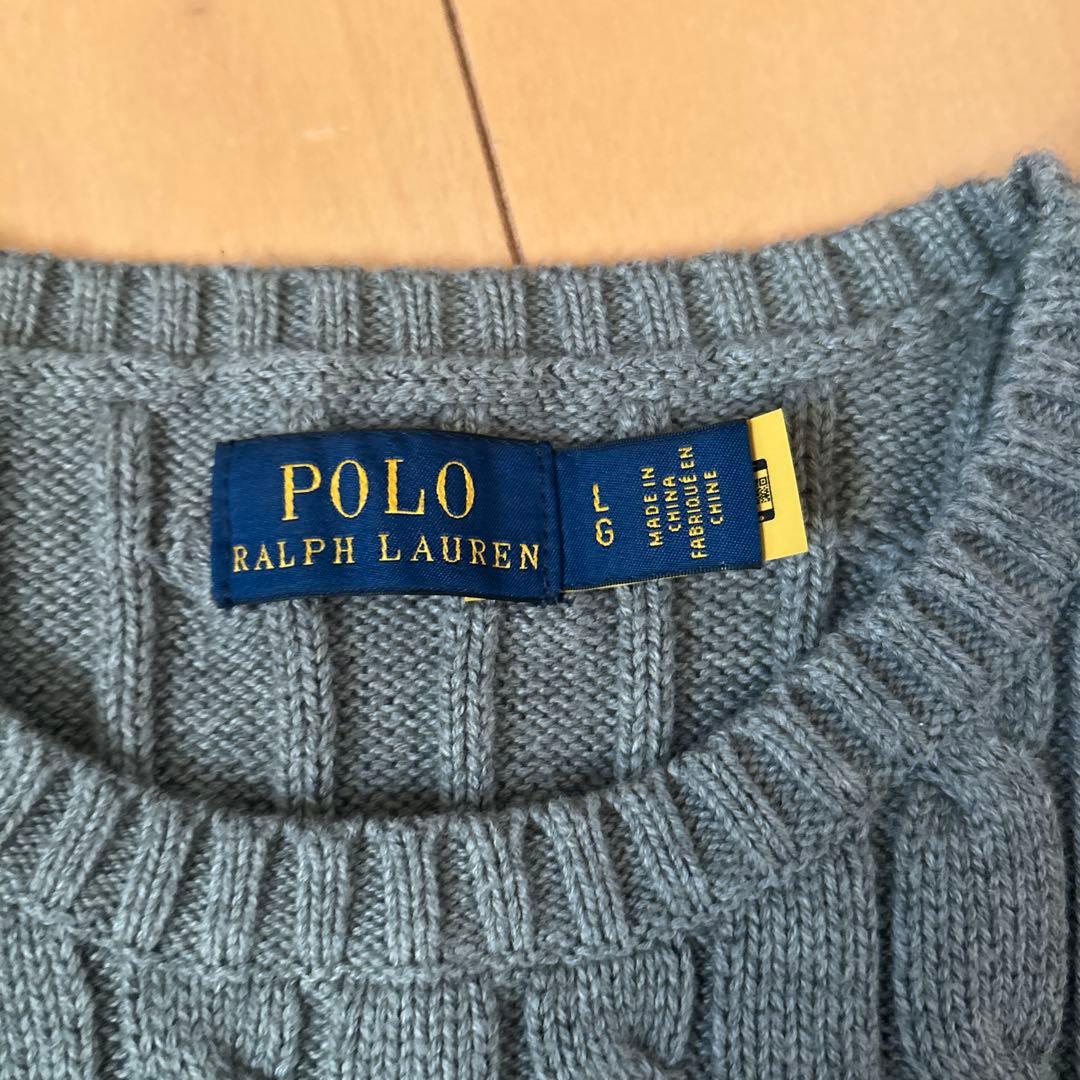 POLO
RALPH LAUREN
L
G
MADE IN
CHINA
FABRIQUÉ EN
CHINE